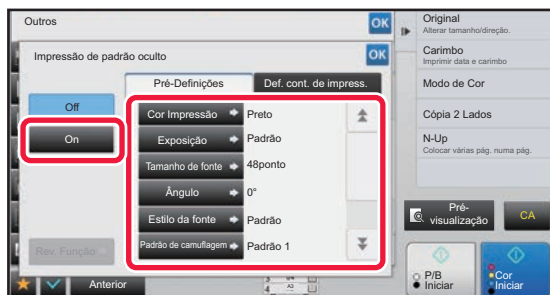 Outros
OK
Impressão de padrão oculto
OK
Pré-Definições
Def. cont. de impress.
Off
On
Cor Impressão
Preto
Exposição
Padrão
Tamanho de fonte
48ponto
Ângulo
0°
Estilo da fonte
Padrão
Padrão de camuflagem
Padrão 1
Rev. Função
Anterior
Original
Alterar tamanho/direção.
Carimbo
Imprimir data e carimbo
Modo de Cor
Cópia 2 Lados
N-Up
Colocar várias pág. numa pág.
Pré-
visualização
CA
P/B
Iniciar
Cor
Iniciar